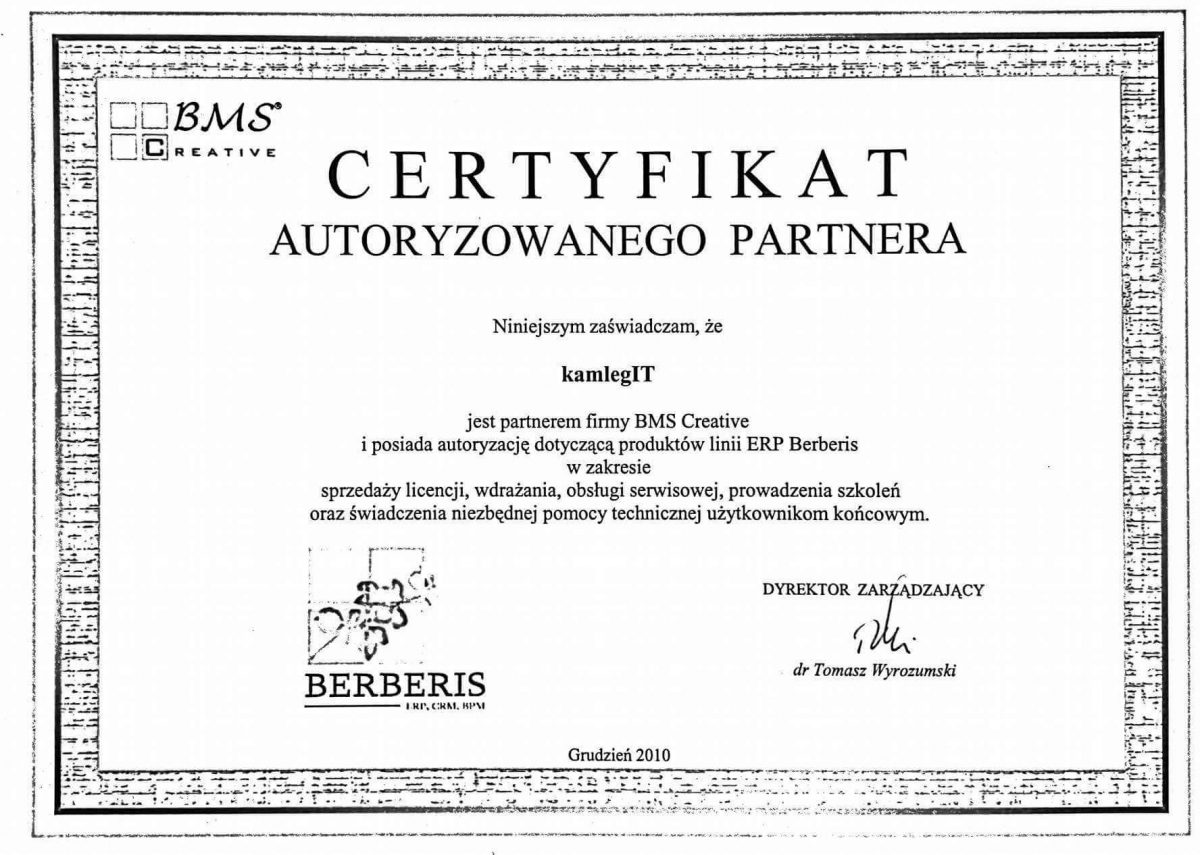 BMS®
CREATIVE
CERTYFIKAT
AUTORYZOWANEGO PARTNERA
Niniejszym zaświadczam, że
kamlegIT
jest partnerem firmy BMS Creative
i posiada autoryzację dotyczącą produktów linii ERP Berberis
w zakresie
sprzedaży licencji, wdrażania, obsługi serwisowej, prowadzenia szkoleń
oraz świadczenia niezbędnej pomocy technicznej użytkownikom końcowym.
BERBERIS
ERP, CRM, BPM
DYREKTOR ZARZĄDZAJĄCY
dr Tomasz Wyrozumski
Grudzień 2010